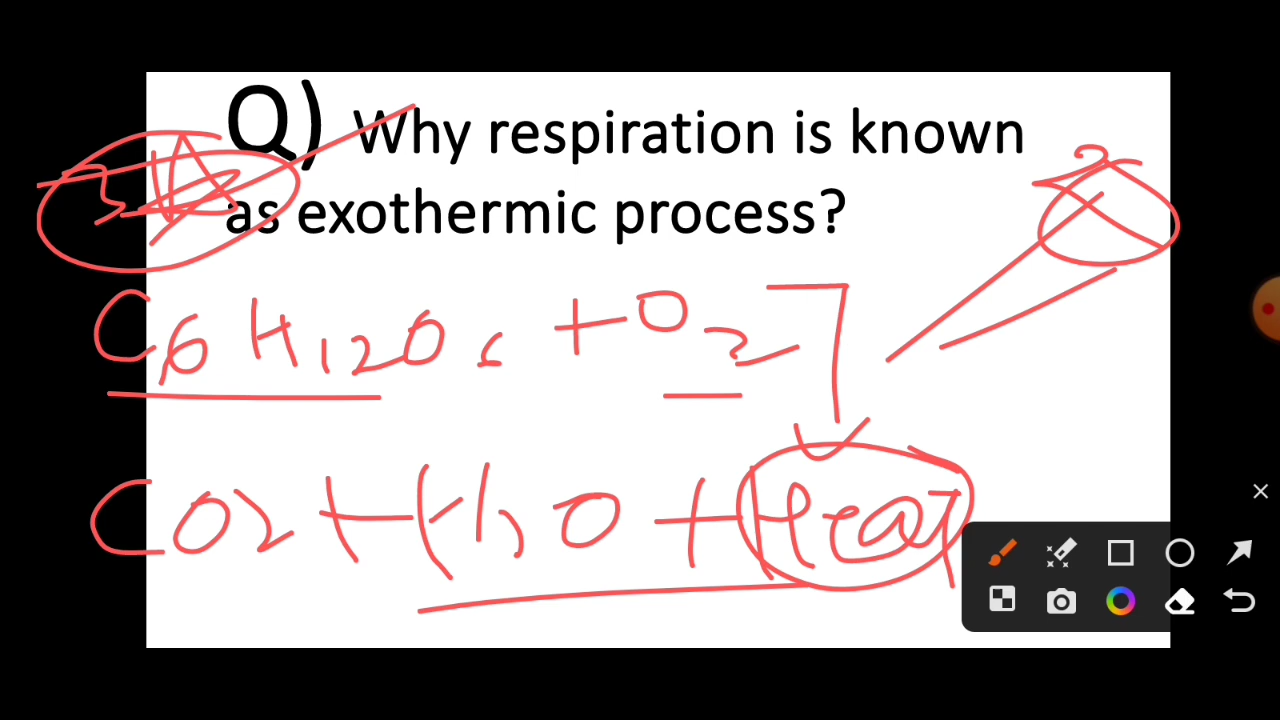 Q) Why respiration is known
as exothermic process?
C6H12O6 + O2
CO2 + H2O + Heat